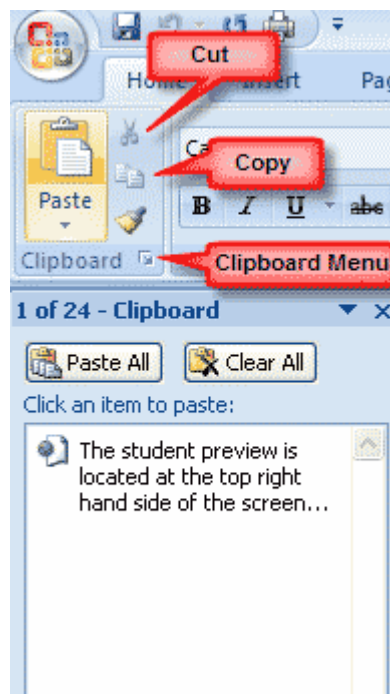 Cut
Insert
Copy
Paste
B I U abc
Clipboard
Clipboard Menu
1 of 24 - Clipboard
Paste All
Clear All
Click an item to paste:
The student preview is
located at the top right
hand side of the screen...